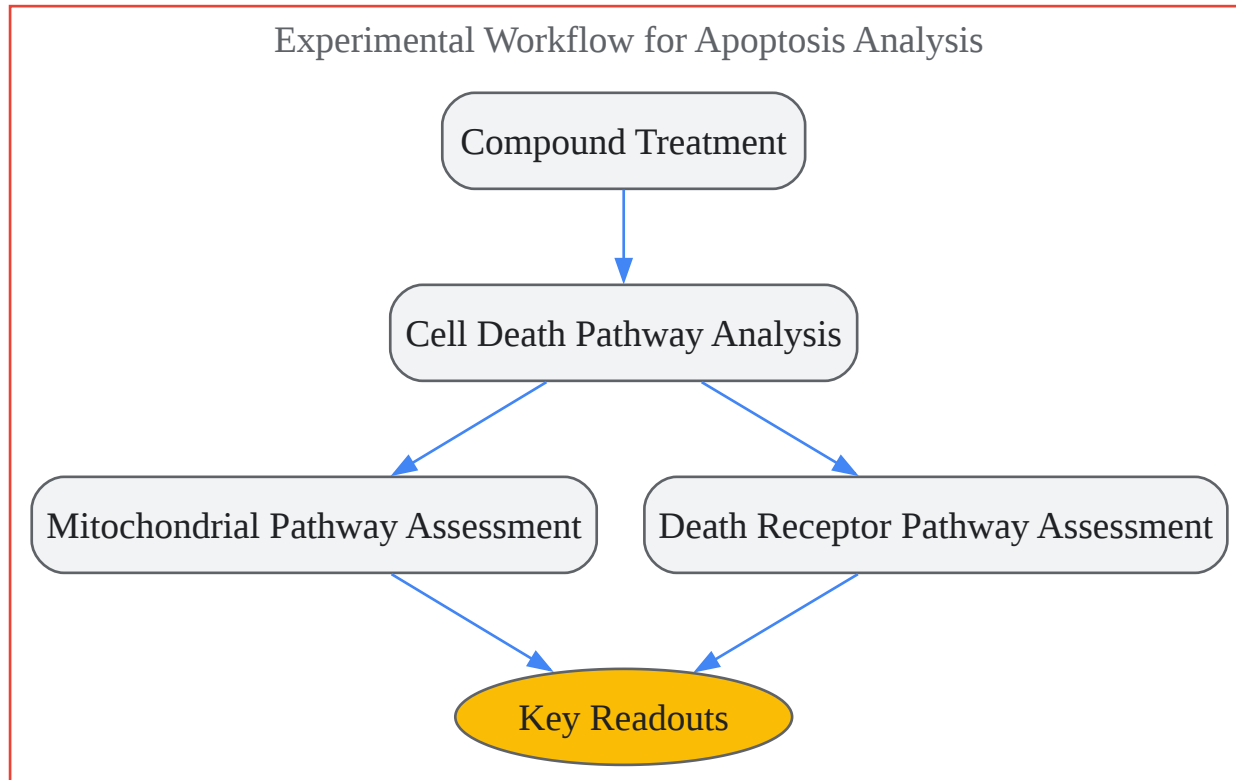 Experimental Workflow for Apoptosis Analysis
Compound Treatment
Cell Death Pathway Analysis
Mitochondrial Pathway Assessment
Death Receptor Pathway Assessment
Key Readouts